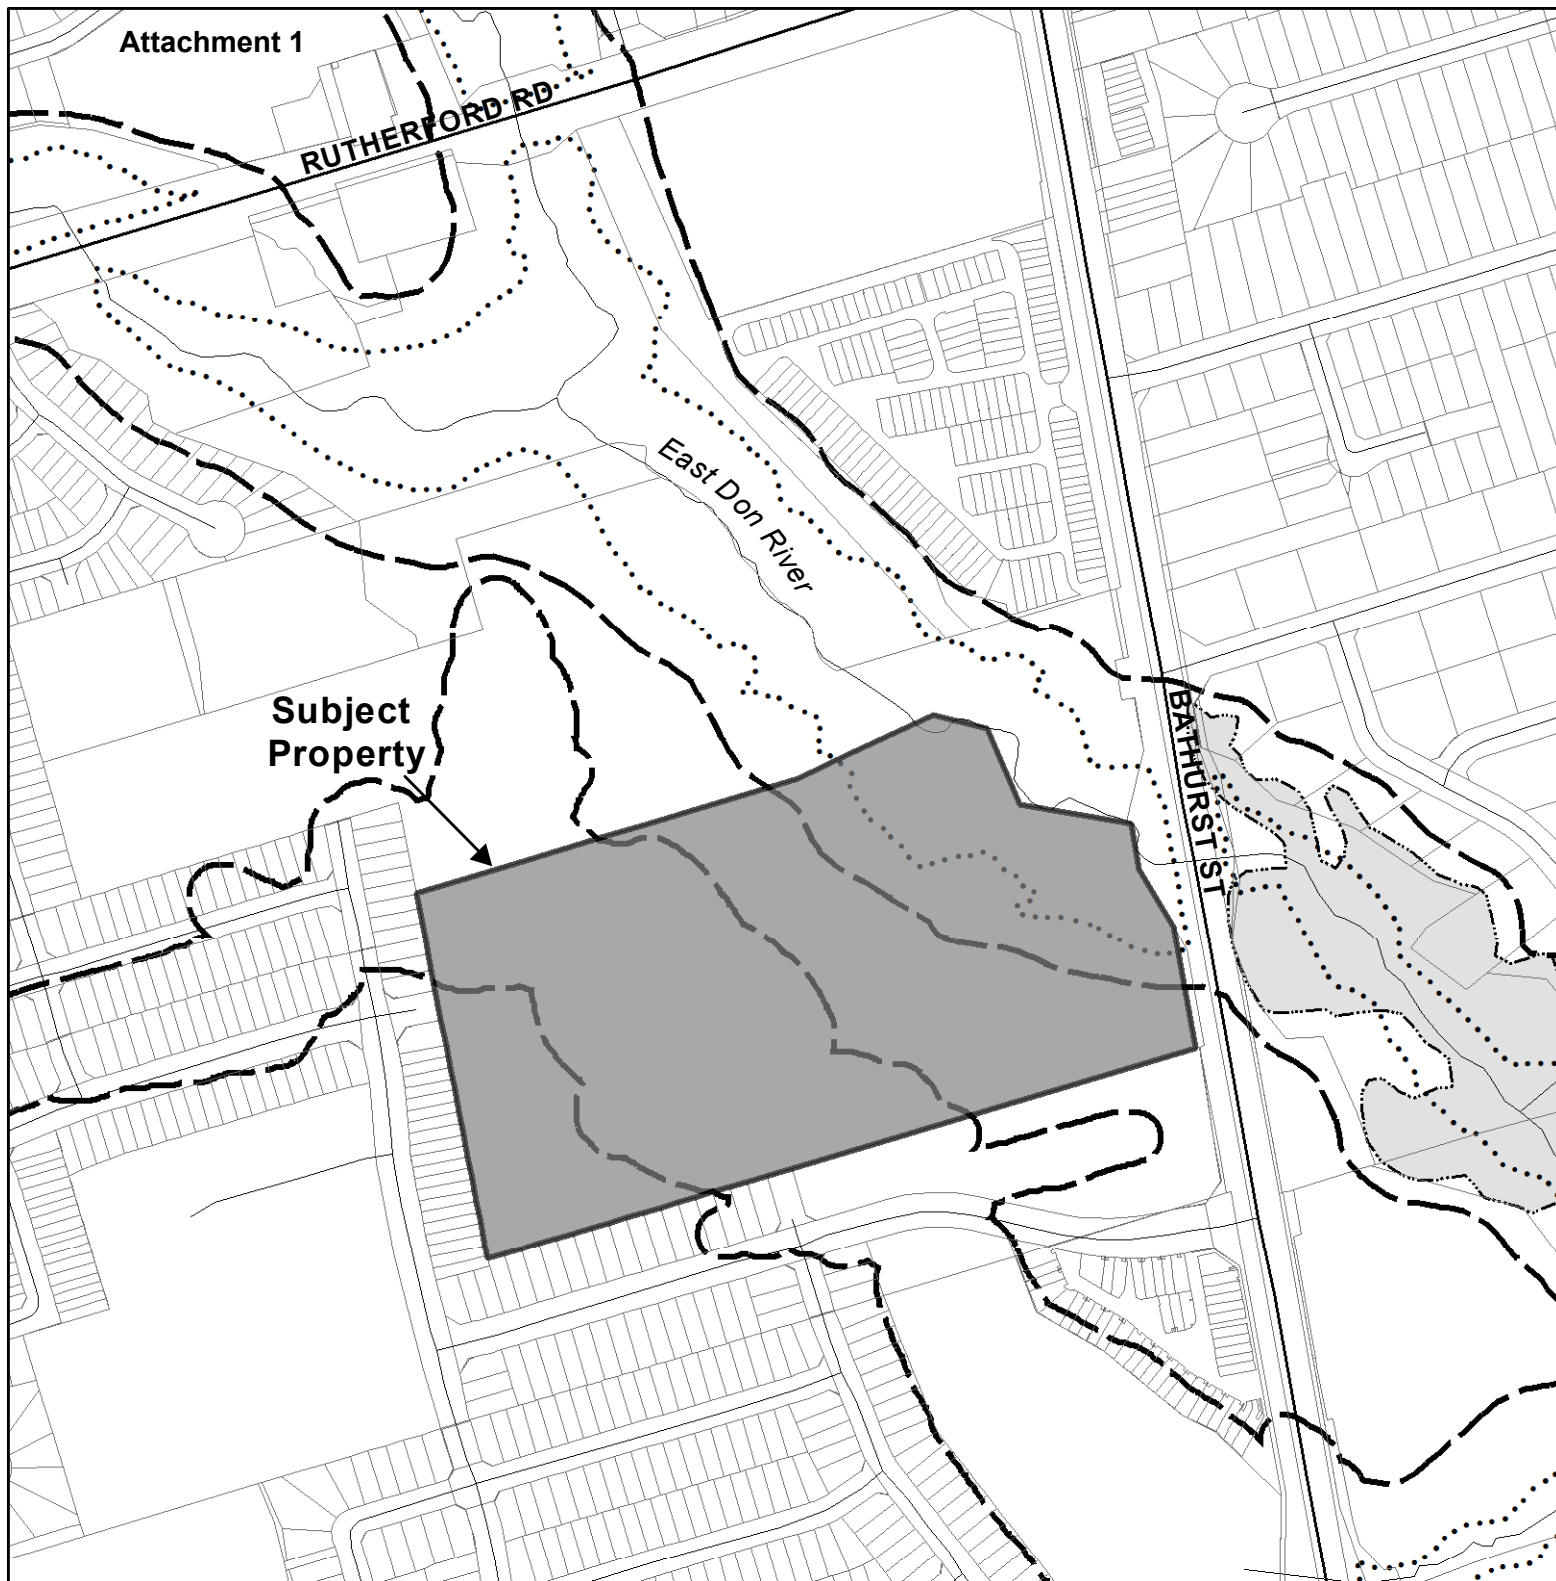 Attachment 1
RUTHERFORD RD
East Don River
Subject
Property
BATHURST ST